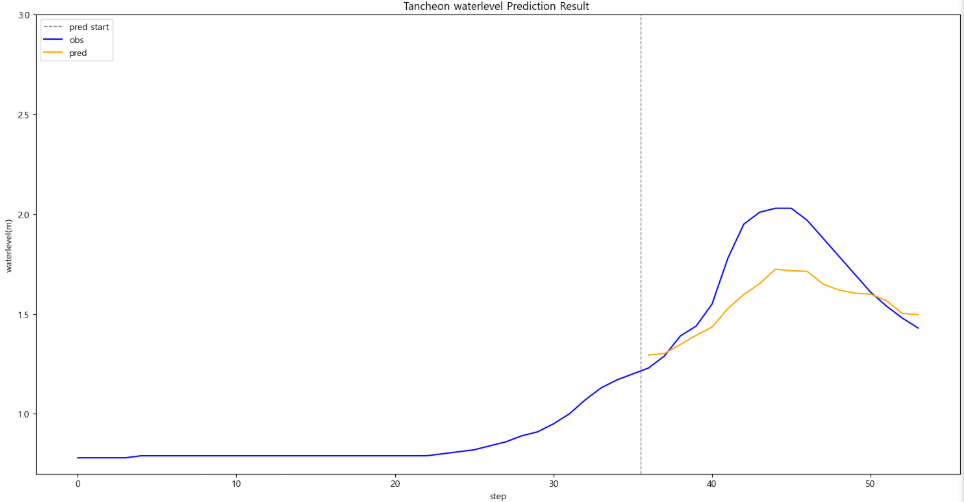 Tancheon waterlevel Prediction Result
3.0
2.5
2.0
1.5
1.0
waterlevel(m)
pred start
obs
pred
0
10
20
30
40
50
step